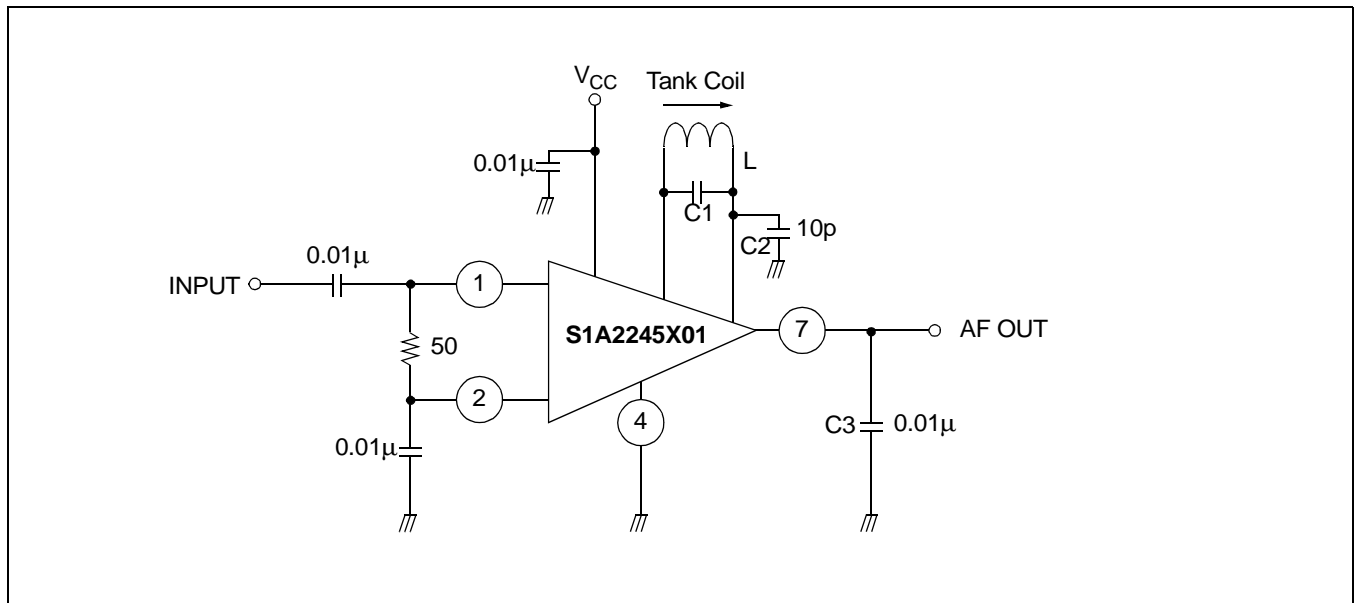 V_CC
Tank Coil
0.01μ
L
C1
C2
10p
0.01μ
INPUT
1
50
S1A2245X01
7
AF OUT
2
4
0.01μ
C3
0.01μ